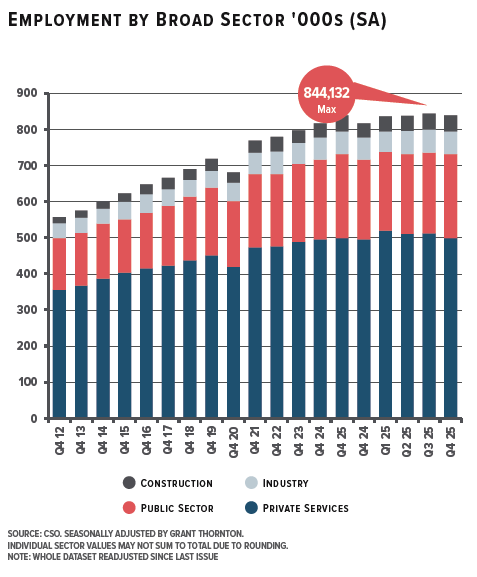 Employment by Broad Sector '000s (SA)
844,132
Max
900
800
700
600
500
400
300
200
100
0
Q4 12
Q4 13
Q4 14
Q4 15
Q4 16
Q4 17
Q4 18
Q4 19
Q4 20
Q4 21
Q4 22
Q4 23
Q4 24
Q4 25
Q4 24
Q1 25
Q2 25
Q3 25
Q4 25
Construction
Industry
Public Sector
Private Services
SOURCE: CSO. SEASONALLY ADJUSTED BY GRANT THORNTON.
INDIVIDUAL SECTOR VALUES MAY NOT SUM TO TOTAL DUE TO ROUNDING.
NOTE: WHOLE DATASET READJUSTED SINCE LAST ISSUE